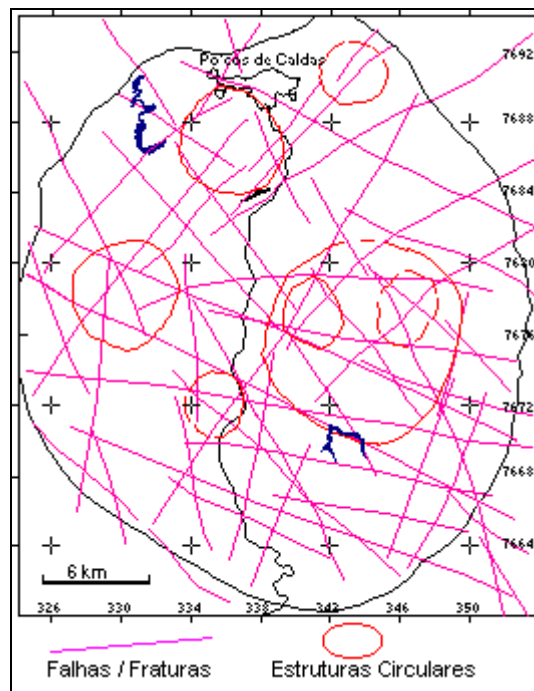 7692
Poços de Caldas
7688
7684
7680
7676
7672
7668
7664
6 km
326 330 334 338 342 346 350
Falhas / Fraturas
Estruturas Circulares